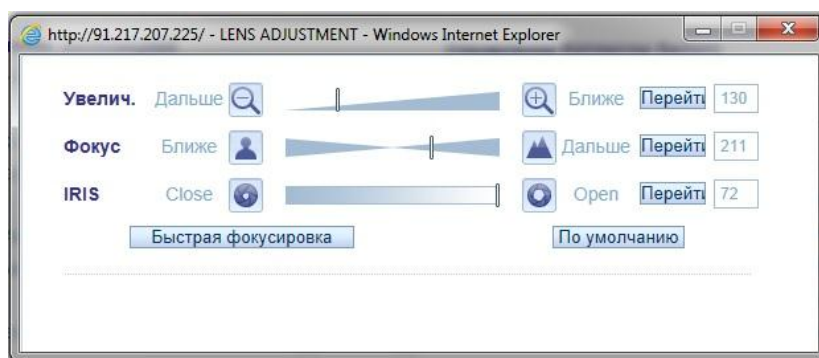 http://91.217.207.225/ - LENS ADJUSTMENT - Windows Internet Explorer
Увелич. Дальше Ближе Перейти 130
Фокус Ближе Дальше Перейти 211
IRIS Close Open Перейти 72
Быстрая фокусировка По умолчанию